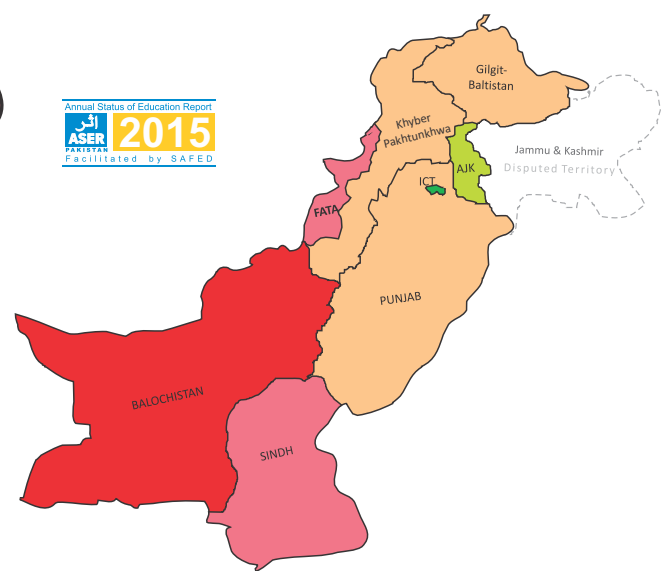 Annual Status of Education Report
اثر
ASER
PAKISTAN
2015
Facilitated by SAFED
Gilgit-
Baltistan
Khyber
Pakhtunkhwa
Jammu & Kashmir
Disputed Territory
AJK
ICT
FATA
PUNJAB
BALOCHISTAN
SINDH